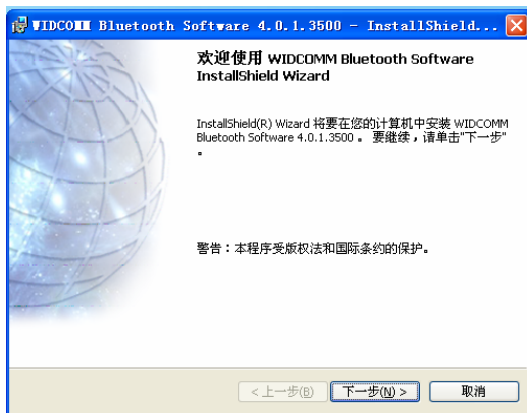 WIDCOMM Bluetooth Software 4.0.1.3500 - InstallShield...
欢迎使用 WIDCOMM Bluetooth Software
InstallShield Wizard
InstallShield(R) Wizard 将要在您的计算机中安装 WIDCOMM
Bluetooth Software 4.0.1.3500 。 要继续，请单击"下一步"
。
警告：本程序受版权法和国际条约的保护。
< 上一步(B) 下一步(N) > 取消